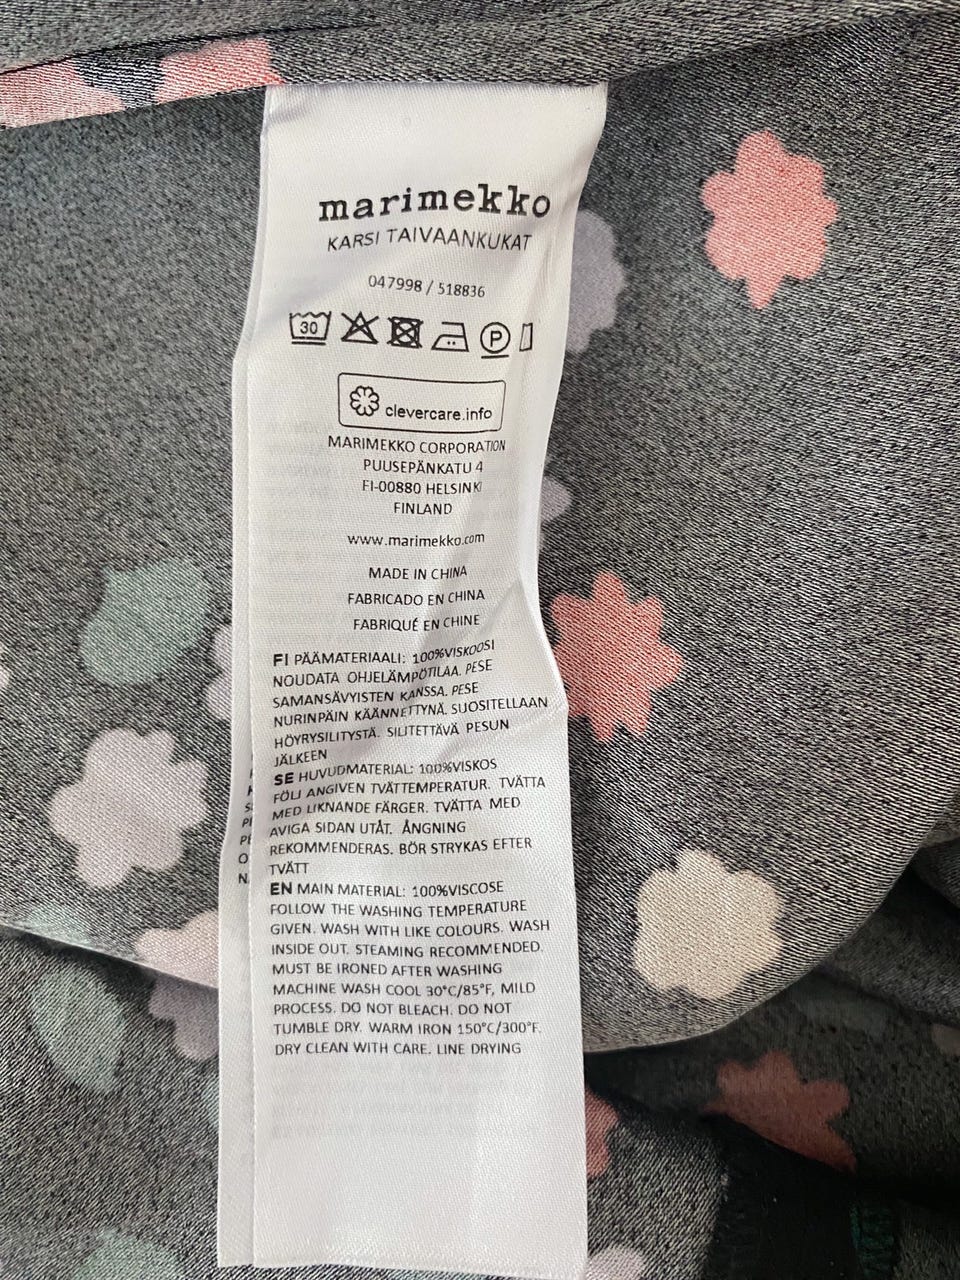 marimekko
KARSI TAIVAANKUKAT
047998 / 518836
30
P
clevercare.info
MARIMEKKO CORPORATION
PUUSEPÄNKATU 4
FI-00880 HELSINKI
FINLAND
www.marimekko.com
MADE IN CHINA
FABRICADO EN CHINA
FABRIQUÉ EN CHINE
FI PÄÄMATERIAALI: 100%VISKOOSI
NOUDATA OHJELÄMPÖTILAA. PESE
SAMANSÄVYISTEN KANSSA. PESE
NURINPÄIN KÄÄNNETTYNÄ. SUOSITELLAAN
HÖYRYSILITYSTÄ. SILITETTÄVÄ PESUN
JÄLKEEN
SE HUVUDMATERIAL: 100%VISKOS
FÖLJ ANGIVEN TVÄTTEMPERATUR. TVÄTTA
MED LIKNANDE FÄRGER. TVÄTTA MED
AVIGA SIDAN UTÅT. ÅNGNING
REKOMMENDERAS. BÖR STRYKAS EFTER
TVÄTT
EN MAIN MATERIAL: 100%VISCOSE
FOLLOW THE WASHING TEMPERATURE
GIVEN. WASH WITH LIKE COLOURS. WASH
INSIDE OUT. STEAMING RECOMMENDED.
MUST BE IRONED AFTER WASHING
MACHINE WASH COOL 30°C/85°F, MILD
PROCESS. DO NOT BLEACH. DO NOT
TUMBLE DRY. WARM IRON 150°C/300°F.
DRY CLEAN WITH CARE. LINE DRYING